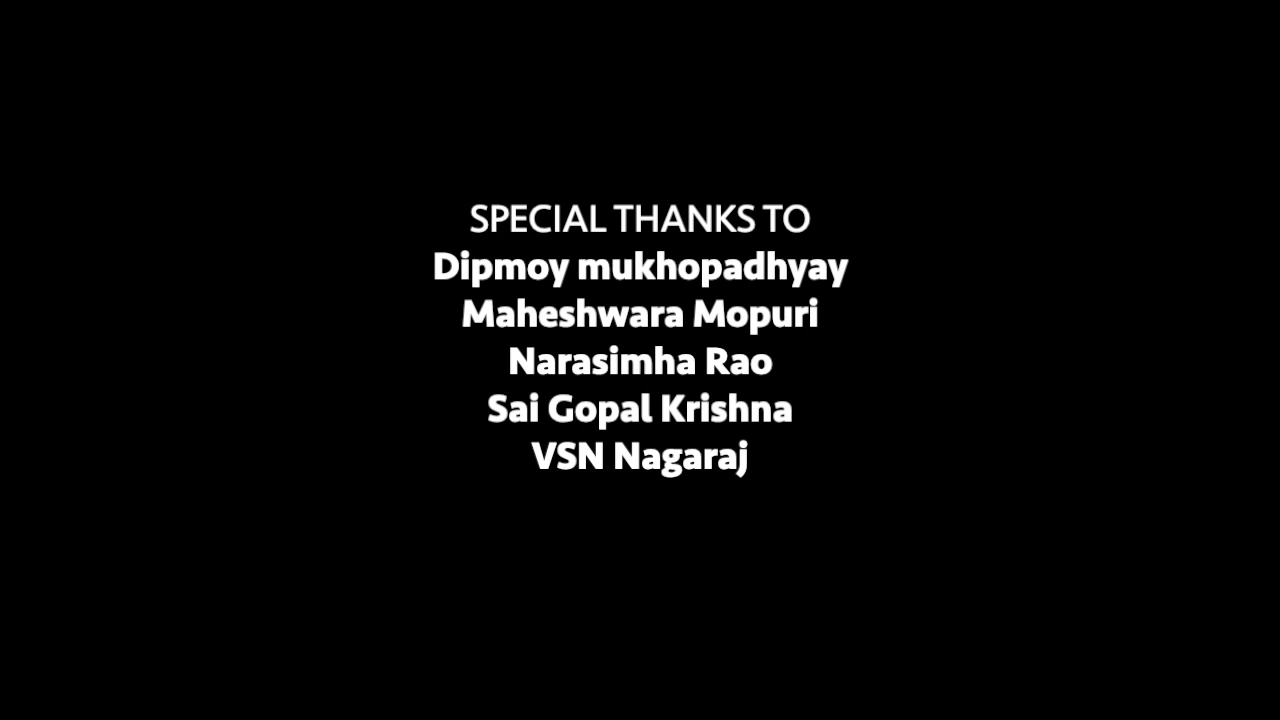 SPECIAL THANKS TO
Dipmoy mukhopadhyay
Maheshwara Mopuri
Narasimha Rao
Sai Gopal Krishna
VSN Nagaraj